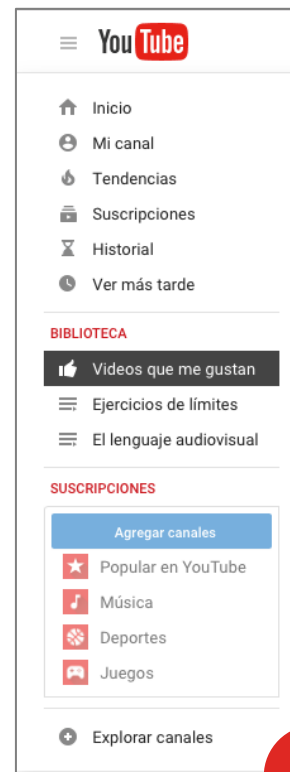 YouTube
Inicio
Mi canal
Tendencias
Suscripciones
Historial
Ver más tarde
BIBLIOTECA
Videos que me gustan
Ejercicios de límites
El lenguaje audiovisual
SUSCRIPCIONES
Agregar canales
Popular en YouTube
Música
Deportes
Juegos
Explorar canales